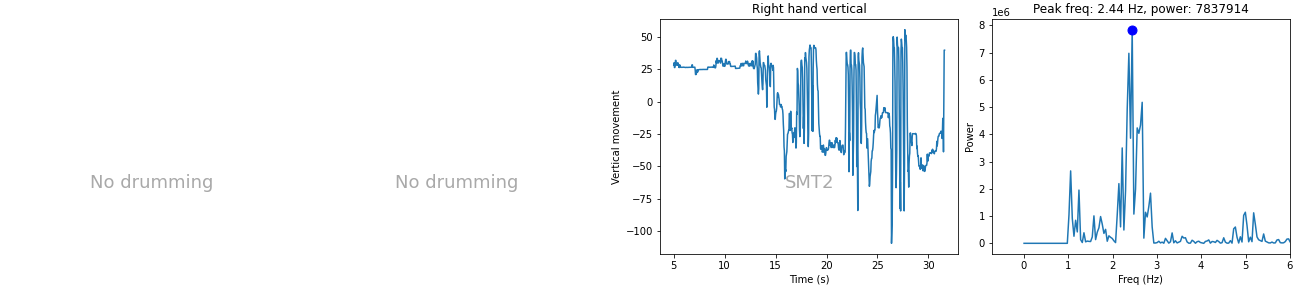 No drumming
No drumming
Right hand vertical
Vertical movement
50
25
0
−25
−50
−75
−100
SMT2
5
10
15
20
25
30
Time (s)
Peak freq: 2.44 Hz, power: 7837914
1e6
Power
8
7
6
5
4
3
2
1
0
0
1
2
3
4
5
6
Freq (Hz)